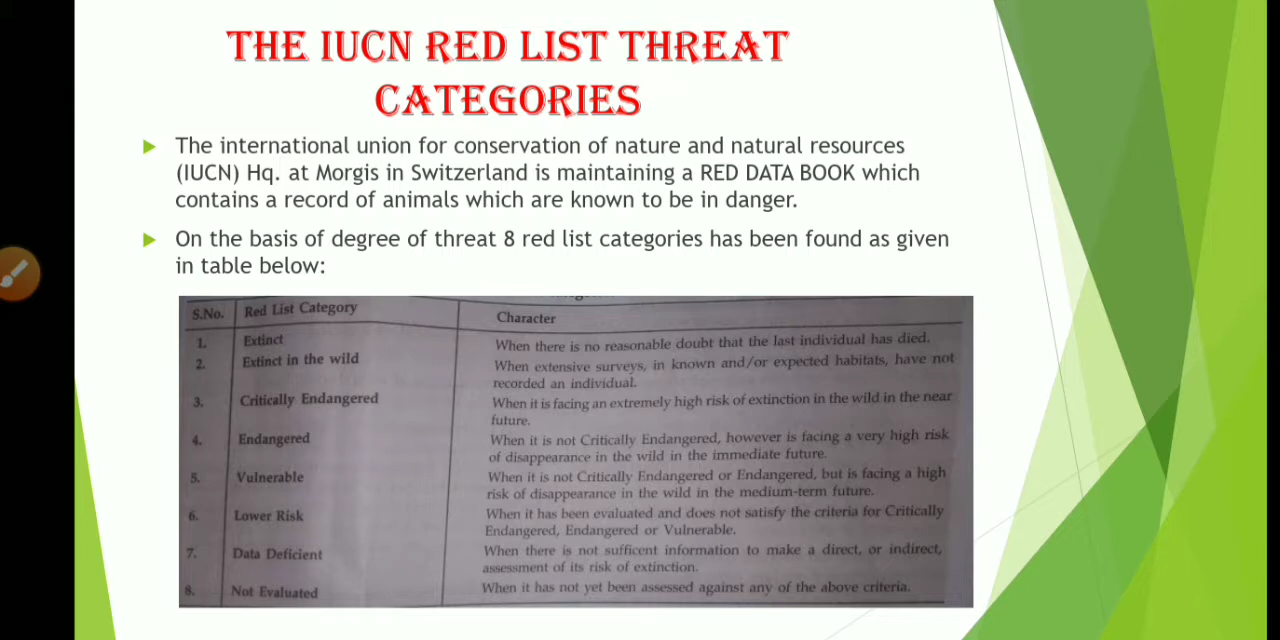 THE IUCN RED LIST THREAT
CATEGORIES
The international union for conservation of nature and natural resources
(IUCN) Hq. at Morgis in Switzerland is maintaining a RED DATA BOOK which
contains a record of animals which are known to be in danger.
On the basis of degree of threat 8 red list categories has been found as given
in table below:
S.No. Red List Category Character
1. Extinct When there is no reasonable doubt that the last individual has died.
2. Extinct in the wild When extensive surveys, in known and/or expected habitats, have not
recorded an individual.
3. Critically Endangered When it is facing an extremely high risk of extinction in the wild in the near
future.
4. Endangered When it is not Critically Endangered, however is facing a very high risk
of disappearance in the wild in the immediate future.
5. Vulnerable When it is not Critically Endangered or Endangered, but is facing a high
risk of disappearance in the wild in the medium-term future.
6. Lower Risk When it has been evaluated and does not satisfy the criteria for Critically
Endangered, Endangered or Vulnerable.
7. Data Deficient When there is not sufficent information to make a direct, or indirect,
assessment of its risk of extinction.
8. Not Evaluated When it has not yet been assessed against any of the above criteria.